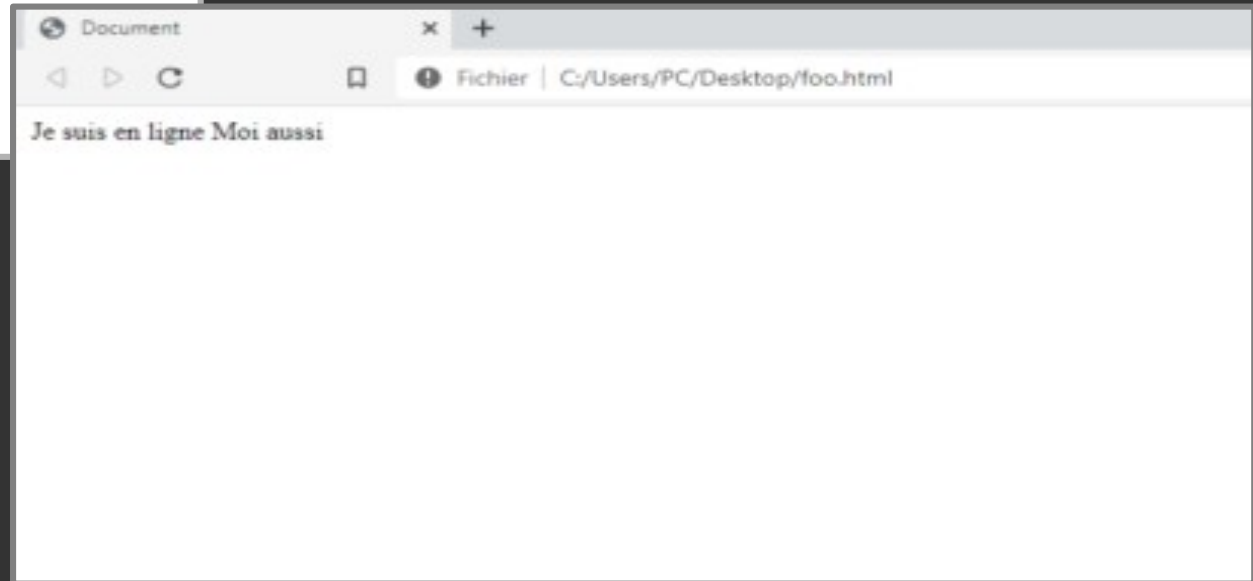 Document
Fichier | C:/Users/PC/Desktop/foo.html
Je suis en ligne Moi aussi